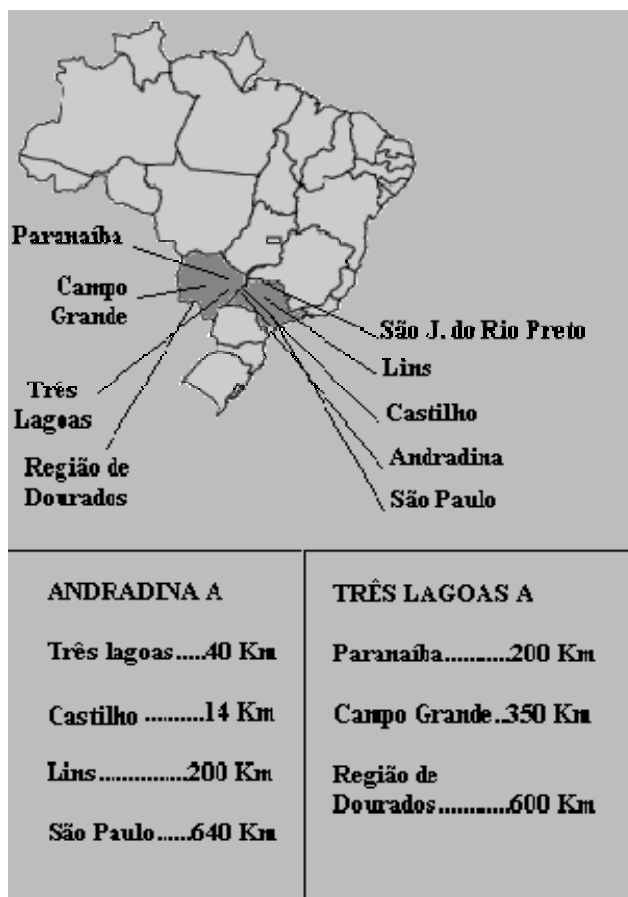 Paranaíba
Campo
Grande
Três
Lagoas
Região de
Dourados
São J. do Rio Preto
Lins
Castilho
Andradina
São Paulo
ANDRADINA A
Três lagoas.....40 Km
Castilho ..........14 Km
Lins...............200 Km
São Paulo......640 Km
TRÊS LAGOAS A
Paranaíba...........200 Km
Campo Grande..350 Km
Região de
Dourados...........600 Km